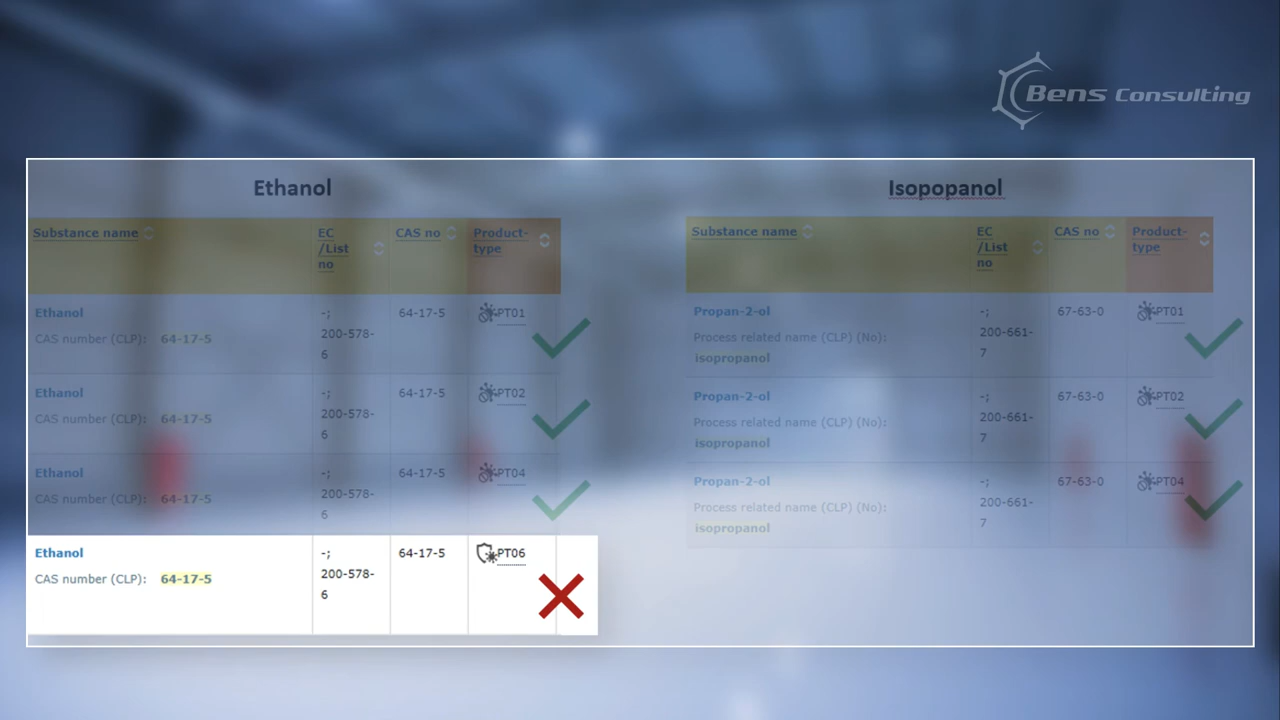 Bens Consulting
Ethanol
Substance name
EC
/List
no
CAS no
Product-
type
Ethanol
CAS number (CLP): 64-17-5
-;
200-578-
6
64-17-5
PT01
Ethanol
CAS number (CLP): 64-17-5
-;
200-578-
6
64-17-5
PT02
Ethanol
CAS number (CLP): 64-17-5
-;
200-578-
6
64-17-5
PT04
Ethanol
CAS number (CLP): 64-17-5
-;
200-578-
6
64-17-5
PT06
Isopopanol
Substance name
EC
/List
no
CAS no
Product-
type
Propan-2-ol
Process related name (CLP) (No):
isopropanol
-;
200-661-
7
67-63-0
PT01
Propan-2-ol
Process related name (CLP) (No):
isopropanol
-;
200-661-
7
67-63-0
PT02
Propan-2-ol
Process related name (CLP) (No):
isopropanol
-;
200-661-
7
67-63-0
PT04